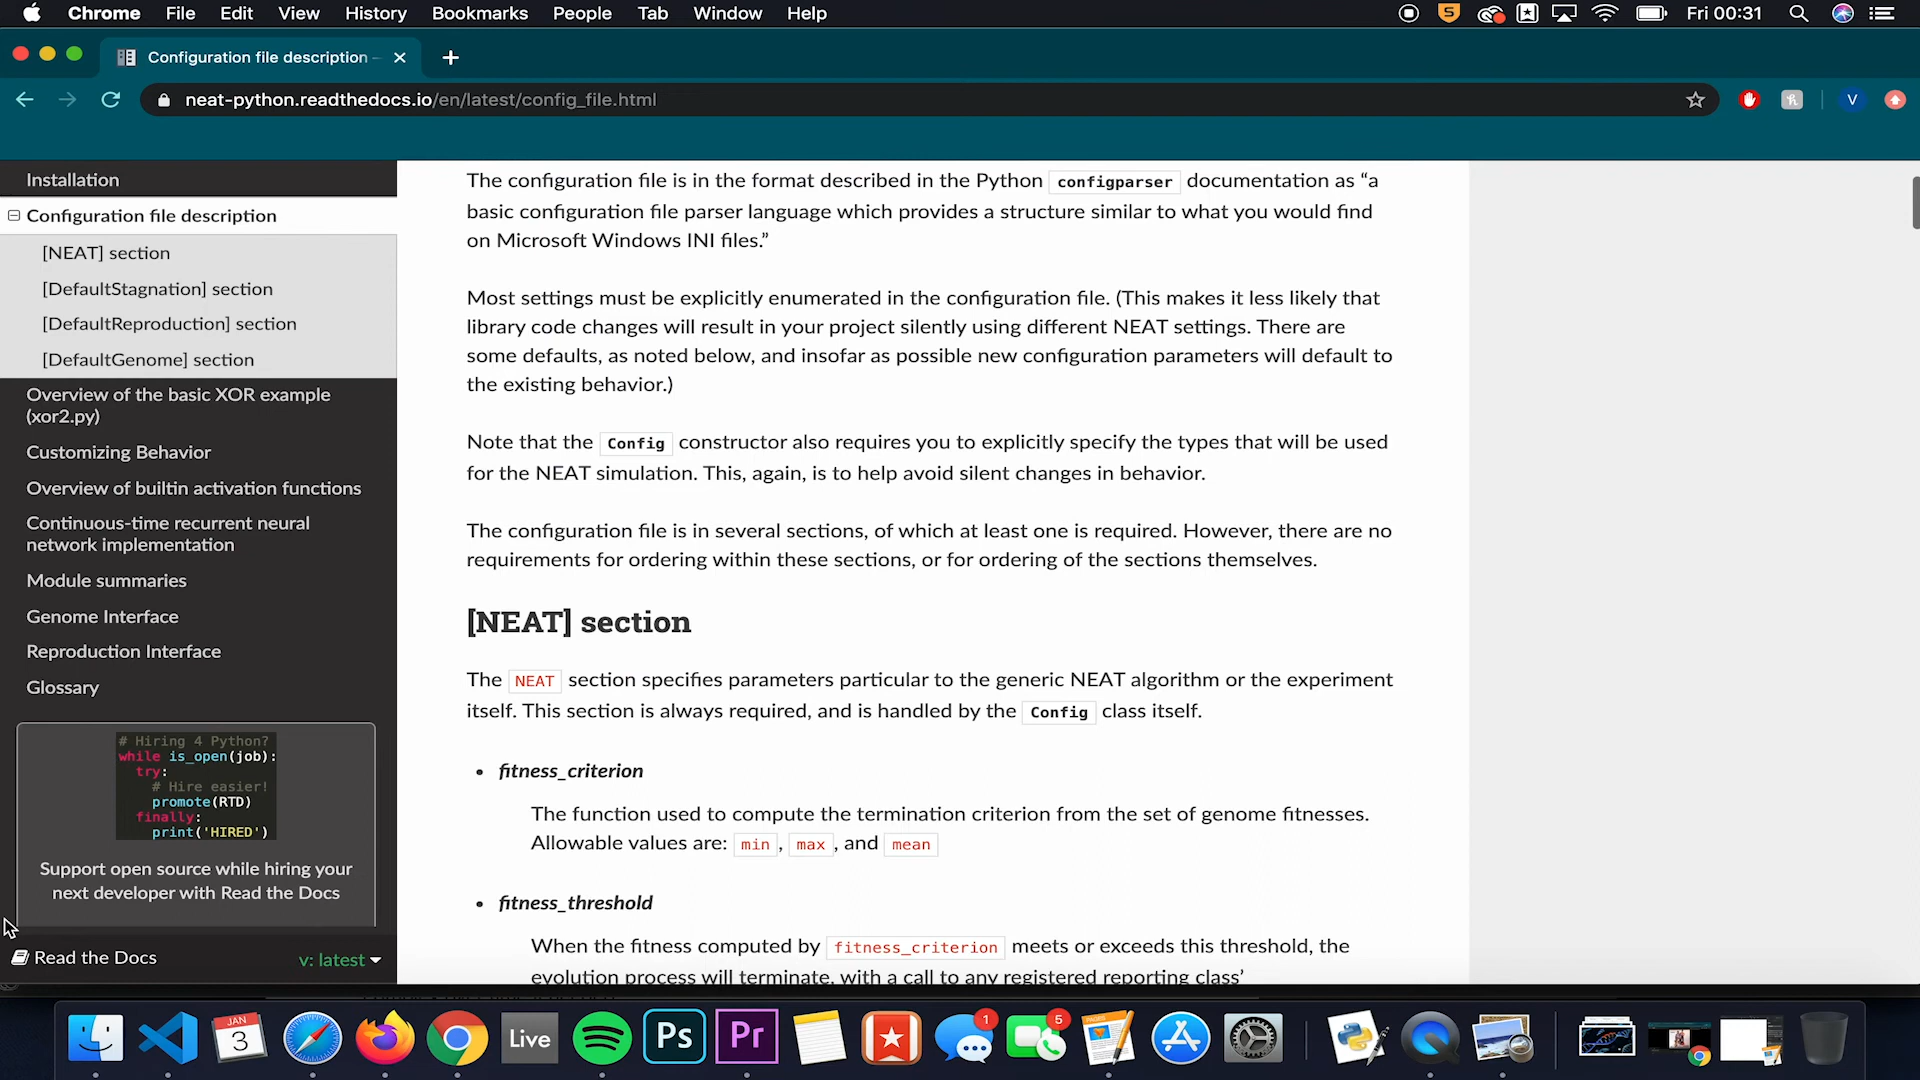 Chrome File Edit View History Bookmarks People Tab Window Help
S
Fri 00:31
Configuration file description -
neat-python.readthedocs.io/en/latest/config_file.html
V
Installation
Configuration file description
[NEAT] section
[DefaultStagnation] section
[DefaultReproduction] section
[DefaultGenome] section
Overview of the basic XOR example
(xor2.py)
Customizing Behavior
Overview of builtin activation functions
Continuous-time recurrent neural
network implementation
Module summaries
Genome Interface
Reproduction Interface
Glossary
# Hiring 4 Python?
while is_open(job):
try:
# Hire easier!
promote(RTD)
finally:
print('HIRED')
Support open source while hiring your
next developer with Read the Docs
Read the Docs
v: latest
The configuration file is in the format described in the Python configparser documentation as “a
basic configuration file parser language which provides a structure similar to what you would find
on Microsoft Windows INI files.”
Most settings must be explicitly enumerated in the configuration file. (This makes it less likely that
library code changes will result in your project silently using different NEAT settings. There are
some defaults, as noted below, and insofar as possible new configuration parameters will default to
the existing behavior.)
Note that the Config constructor also requires you to explicitly specify the types that will be used
for the NEAT simulation. This, again, is to help avoid silent changes in behavior.
The configuration file is in several sections, of which at least one is required. However, there are no
requirements for ordering within these sections, or for ordering of the sections themselves.
[NEAT] section
The NEAT section specifies parameters particular to the generic NEAT algorithm or the experiment
itself. This section is always required, and is handled by the Config class itself.
• fitness_criterion
The function used to compute the termination criterion from the set of genome fitnesses.
Allowable values are: min , max , and mean
• fitness_threshold
When the fitness computed by fitness_criterion meets or exceeds this threshold, the
evolution process will terminate, with a call to any registered reporting class’
JAN
3
Live
Ps
Pr
1
5